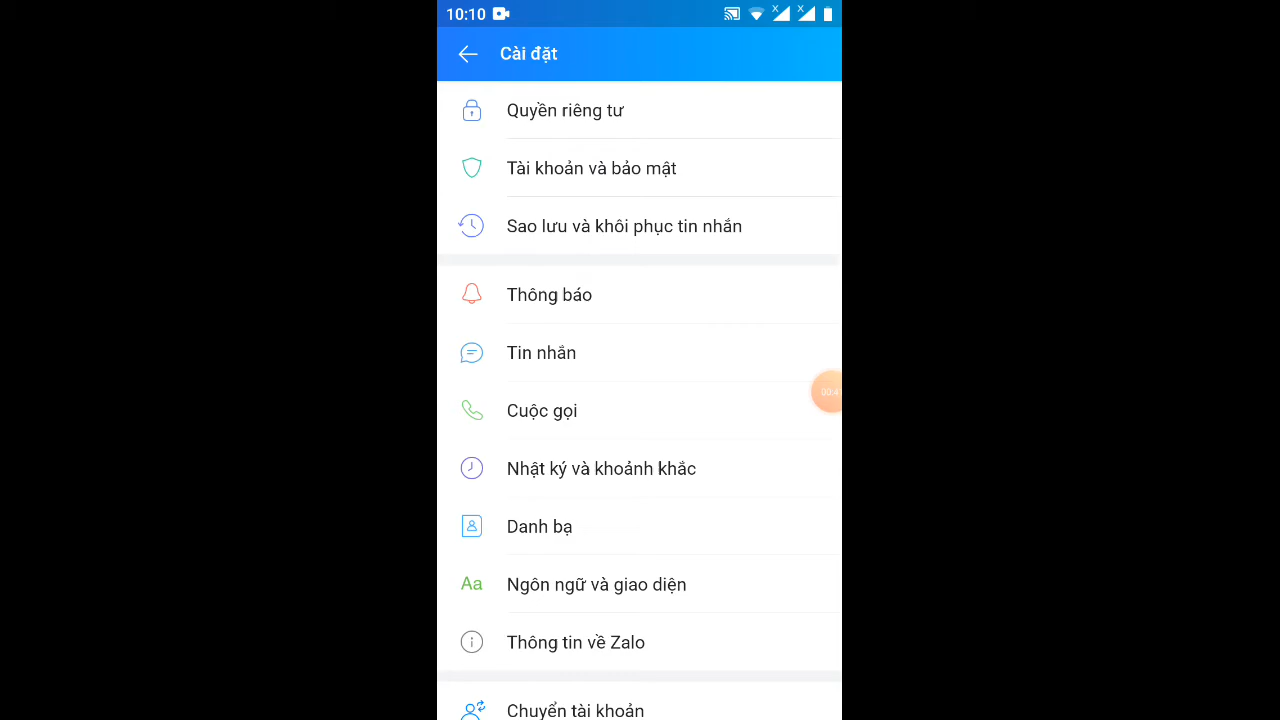 10:10
Cài đặt
Quyền riêng tư
Tài khoản và bảo mật
Sao lưu và khôi phục tin nhắn
Thông báo
Tin nhắn
00:4
Cuộc gọi
Nhật ký và khoảnh khắc
Danh bạ
Aa Ngôn ngữ và giao diện
Thông tin về Zalo
Chuyển tài khoản